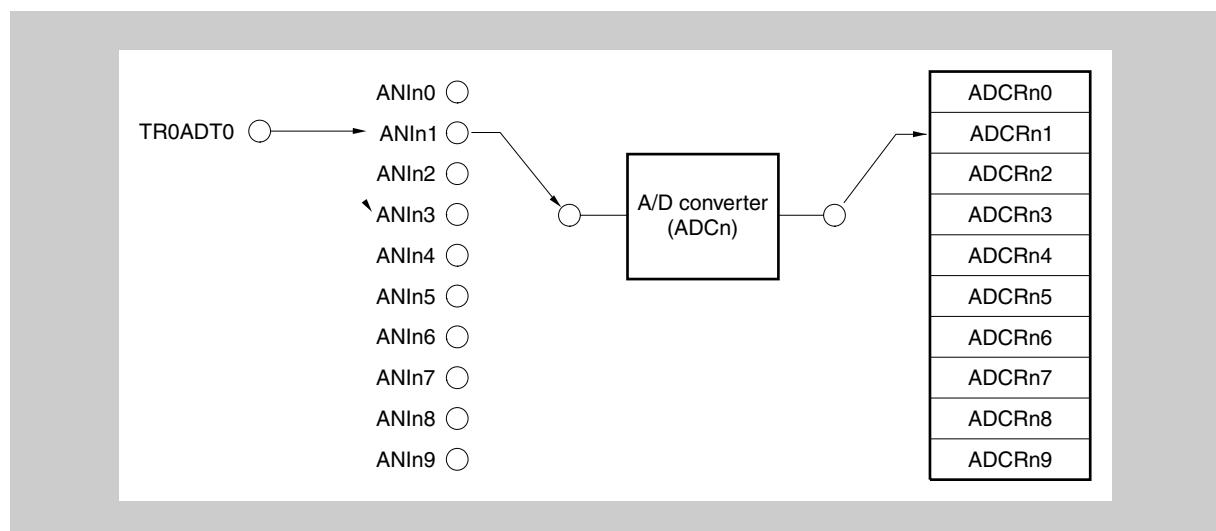 ANIn0
TR0ADT0
ANIn1
ANIn2
ANIn3
ANIn4
ANIn5
ANIn6
ANIn7
ANIn8
ANIn9
A/D converter
(ADCn)
ADCRn0
ADCRn1
ADCRn2
ADCRn3
ADCRn4
ADCRn5
ADCRn6
ADCRn7
ADCRn8
ADCRn9